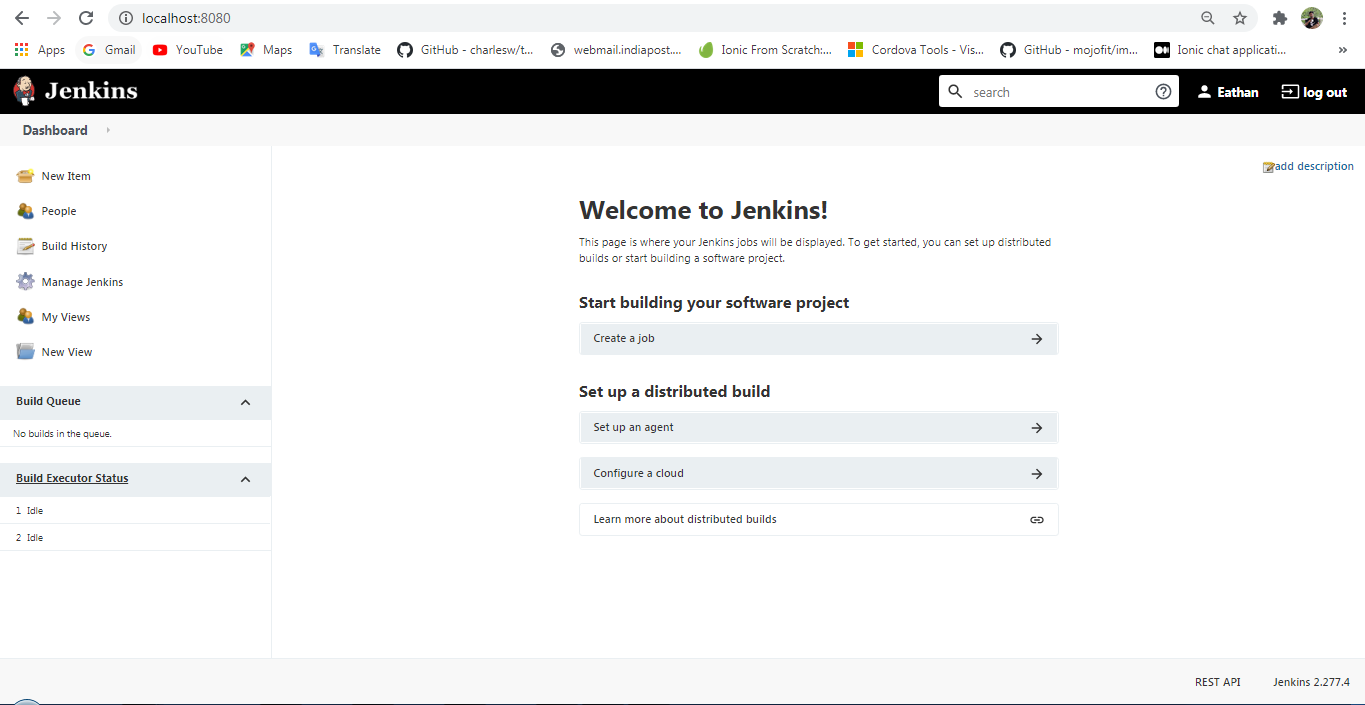 localhost:8080
Apps Gmail YouTube Maps Translate GitHub - charlesw/t... webmail.indiapost.... Ionic From Scratch:... Cordova Tools - Vis... GitHub - mojofit/im... Ionic chat applicati... »
Jenkins search Eathan log out
Dashboard
add description
New Item
People
Build History
Manage Jenkins
My Views
New View
Build Queue
No builds in the queue.
Build Executor Status
1 Idle
2 Idle
Welcome to Jenkins!
This page is where your Jenkins jobs will be displayed. To get started, you can set up distributed
builds or start building a software project.
Start building your software project
Create a job
Set up a distributed build
Set up an agent
Configure a cloud
Learn more about distributed builds
REST API Jenkins 2.277.4